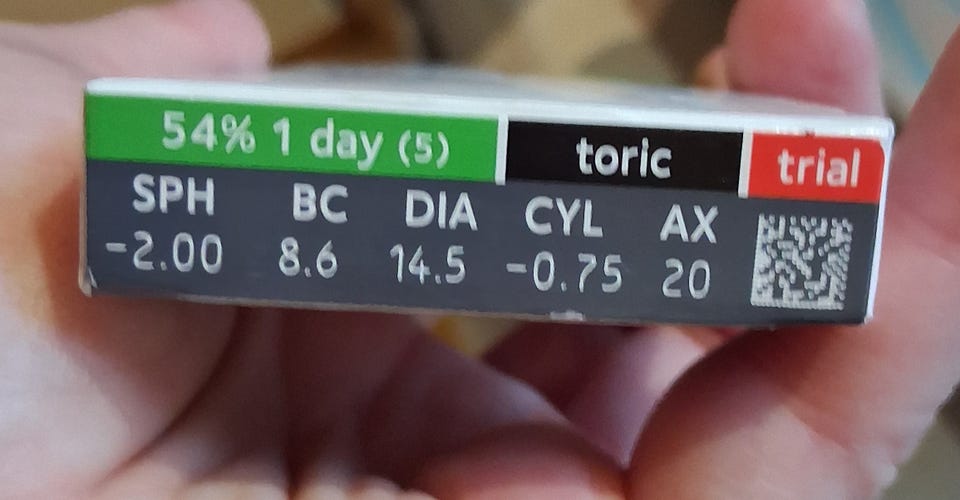 54% 1 day (5) toric trial
SPH BC DIA CYL AX
-2.00 8.6 14.5 -0.75 20